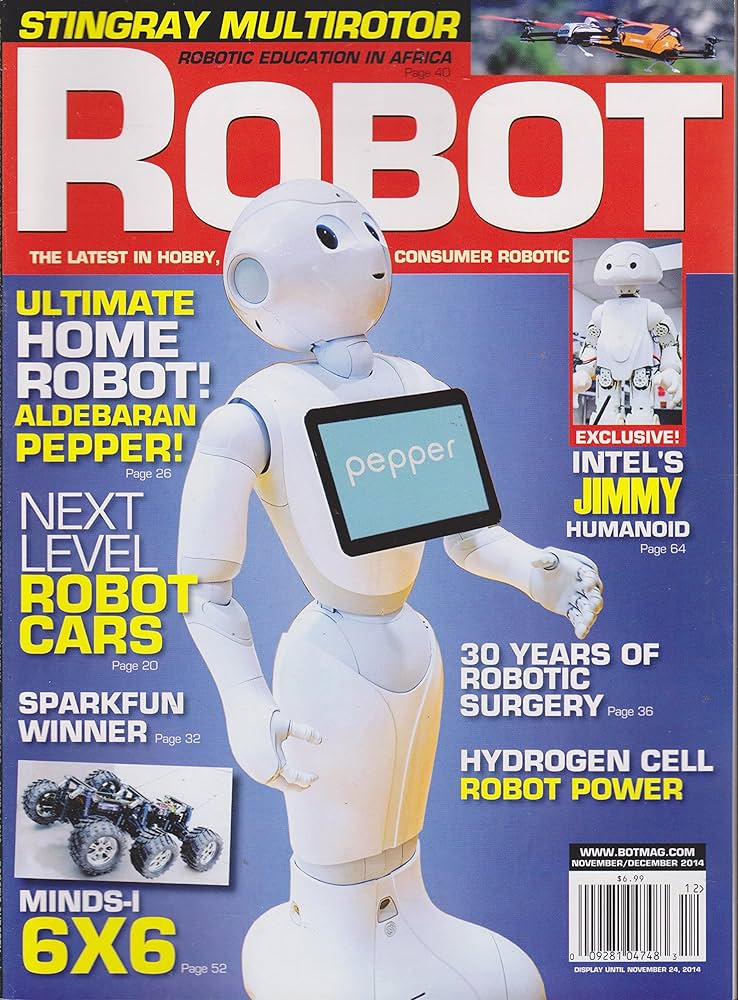 STINGRAY MULTIROTOR
ROBOTIC EDUCATION IN AFRICA
Page 40
ROBOT
THE LATEST IN HOBBY, CONSUMER ROBOTIC
ULTIMATE
HOME
ROBOT!
ALDEBARAN
PEPPER!
Page 26
NEXT
LEVEL
ROBOT
CARS
Page 20
SPARKFUN
WINNER Page 32
MINDS-I
6X6 Page 52
pepper
EXCLUSIVE!
INTEL'S
JIMMY
HUMANOID
Page 64
30 YEARS OF
ROBOTIC
SURGERY Page 36
HYDROGEN CELL
ROBOT POWER
WWW.BOTMAG.COM
NOVEMBER/DECEMBER 2014
$6.99
12>
0 09281 04748 3
DISPLAY UNTIL NOVEMBER 24, 2014